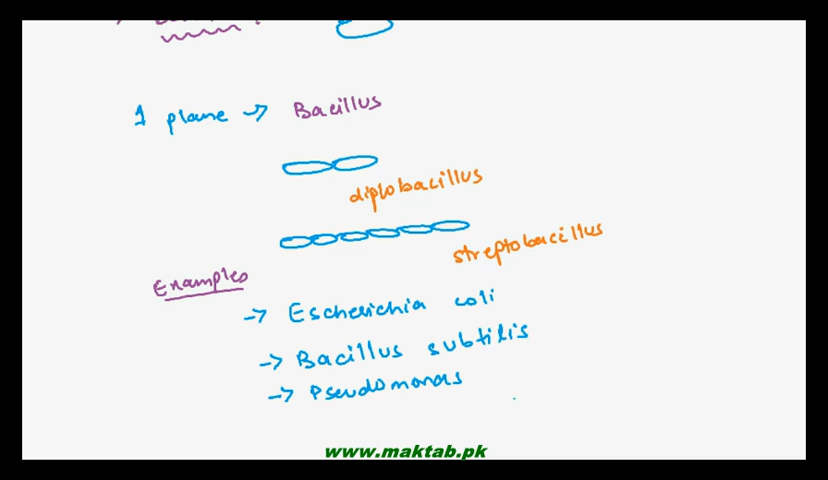 1 plane → Bacillus
diplobacillus
streptobacillus
Examples
→ Escherichia coli
→ Bacillus subtilis
→ Pseudomonas
www.maktab.pk